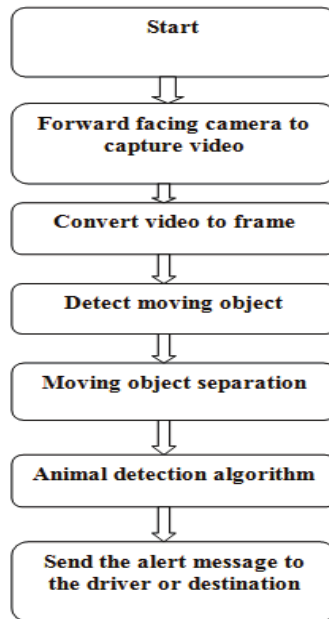 Start
Forward facing camera to
capture video
Convert video to frame
Detect moving object
Moving object separation
Animal detection algorithm
Send the alert message to
the driver or destination